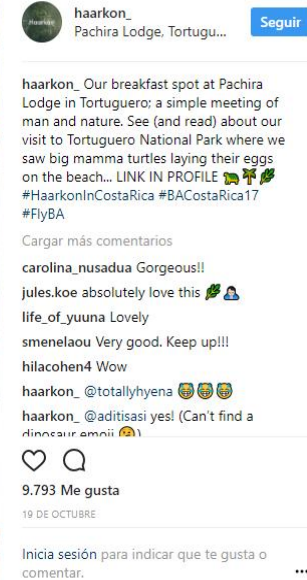 Haarkon
haarkon_
Pachira Lodge, Tortugu...
Seguir
haarkon_ Our breakfast spot at Pachira
Lodge in Tortuguero; a simple meeting of
man and nature. See (and read) about our
visit to Tortuguero National Park where we
saw big mamma turtles laying their eggs
on the beach... LINK IN PROFILE 🐢🌴🌿
#HaarkonInCostaRica #BACostaRica17
#FlyBA
Cargar más comentarios
carolina_nusadua Gorgeous!!
jules.koe absolutely love this 🌿🙇
life_of_yuuna Lovely
smenelaou Very good. Keep up!!!
hilacohen4 Wow
haarkon_ @totallyhyena 😹😹😹
haarkon_ @aditisasi yes! (Can't find a
dinosaur emoji 😢)
9.793 Me gusta
19 DE OCTUBRE
Inicia sesión para indicar que te gusta o
comentar.
...